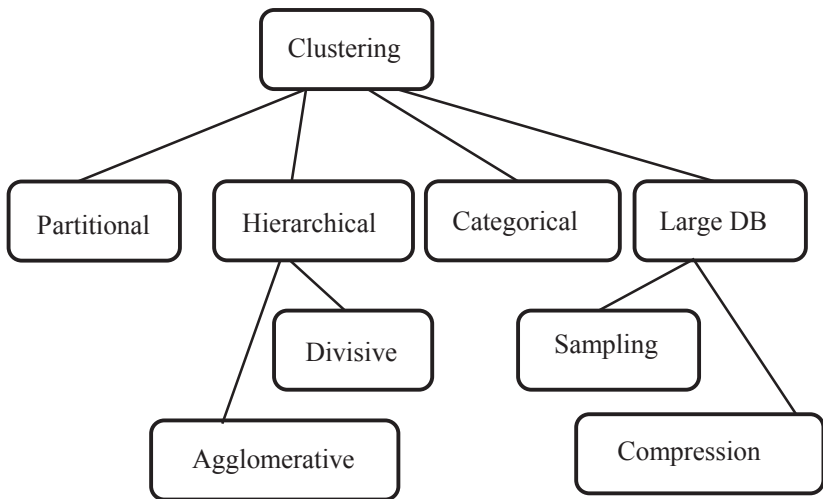 Clustering
Partitional
Hierarchical
Categorical
Large DB
Divisive
Sampling
Agglomerative
Compression